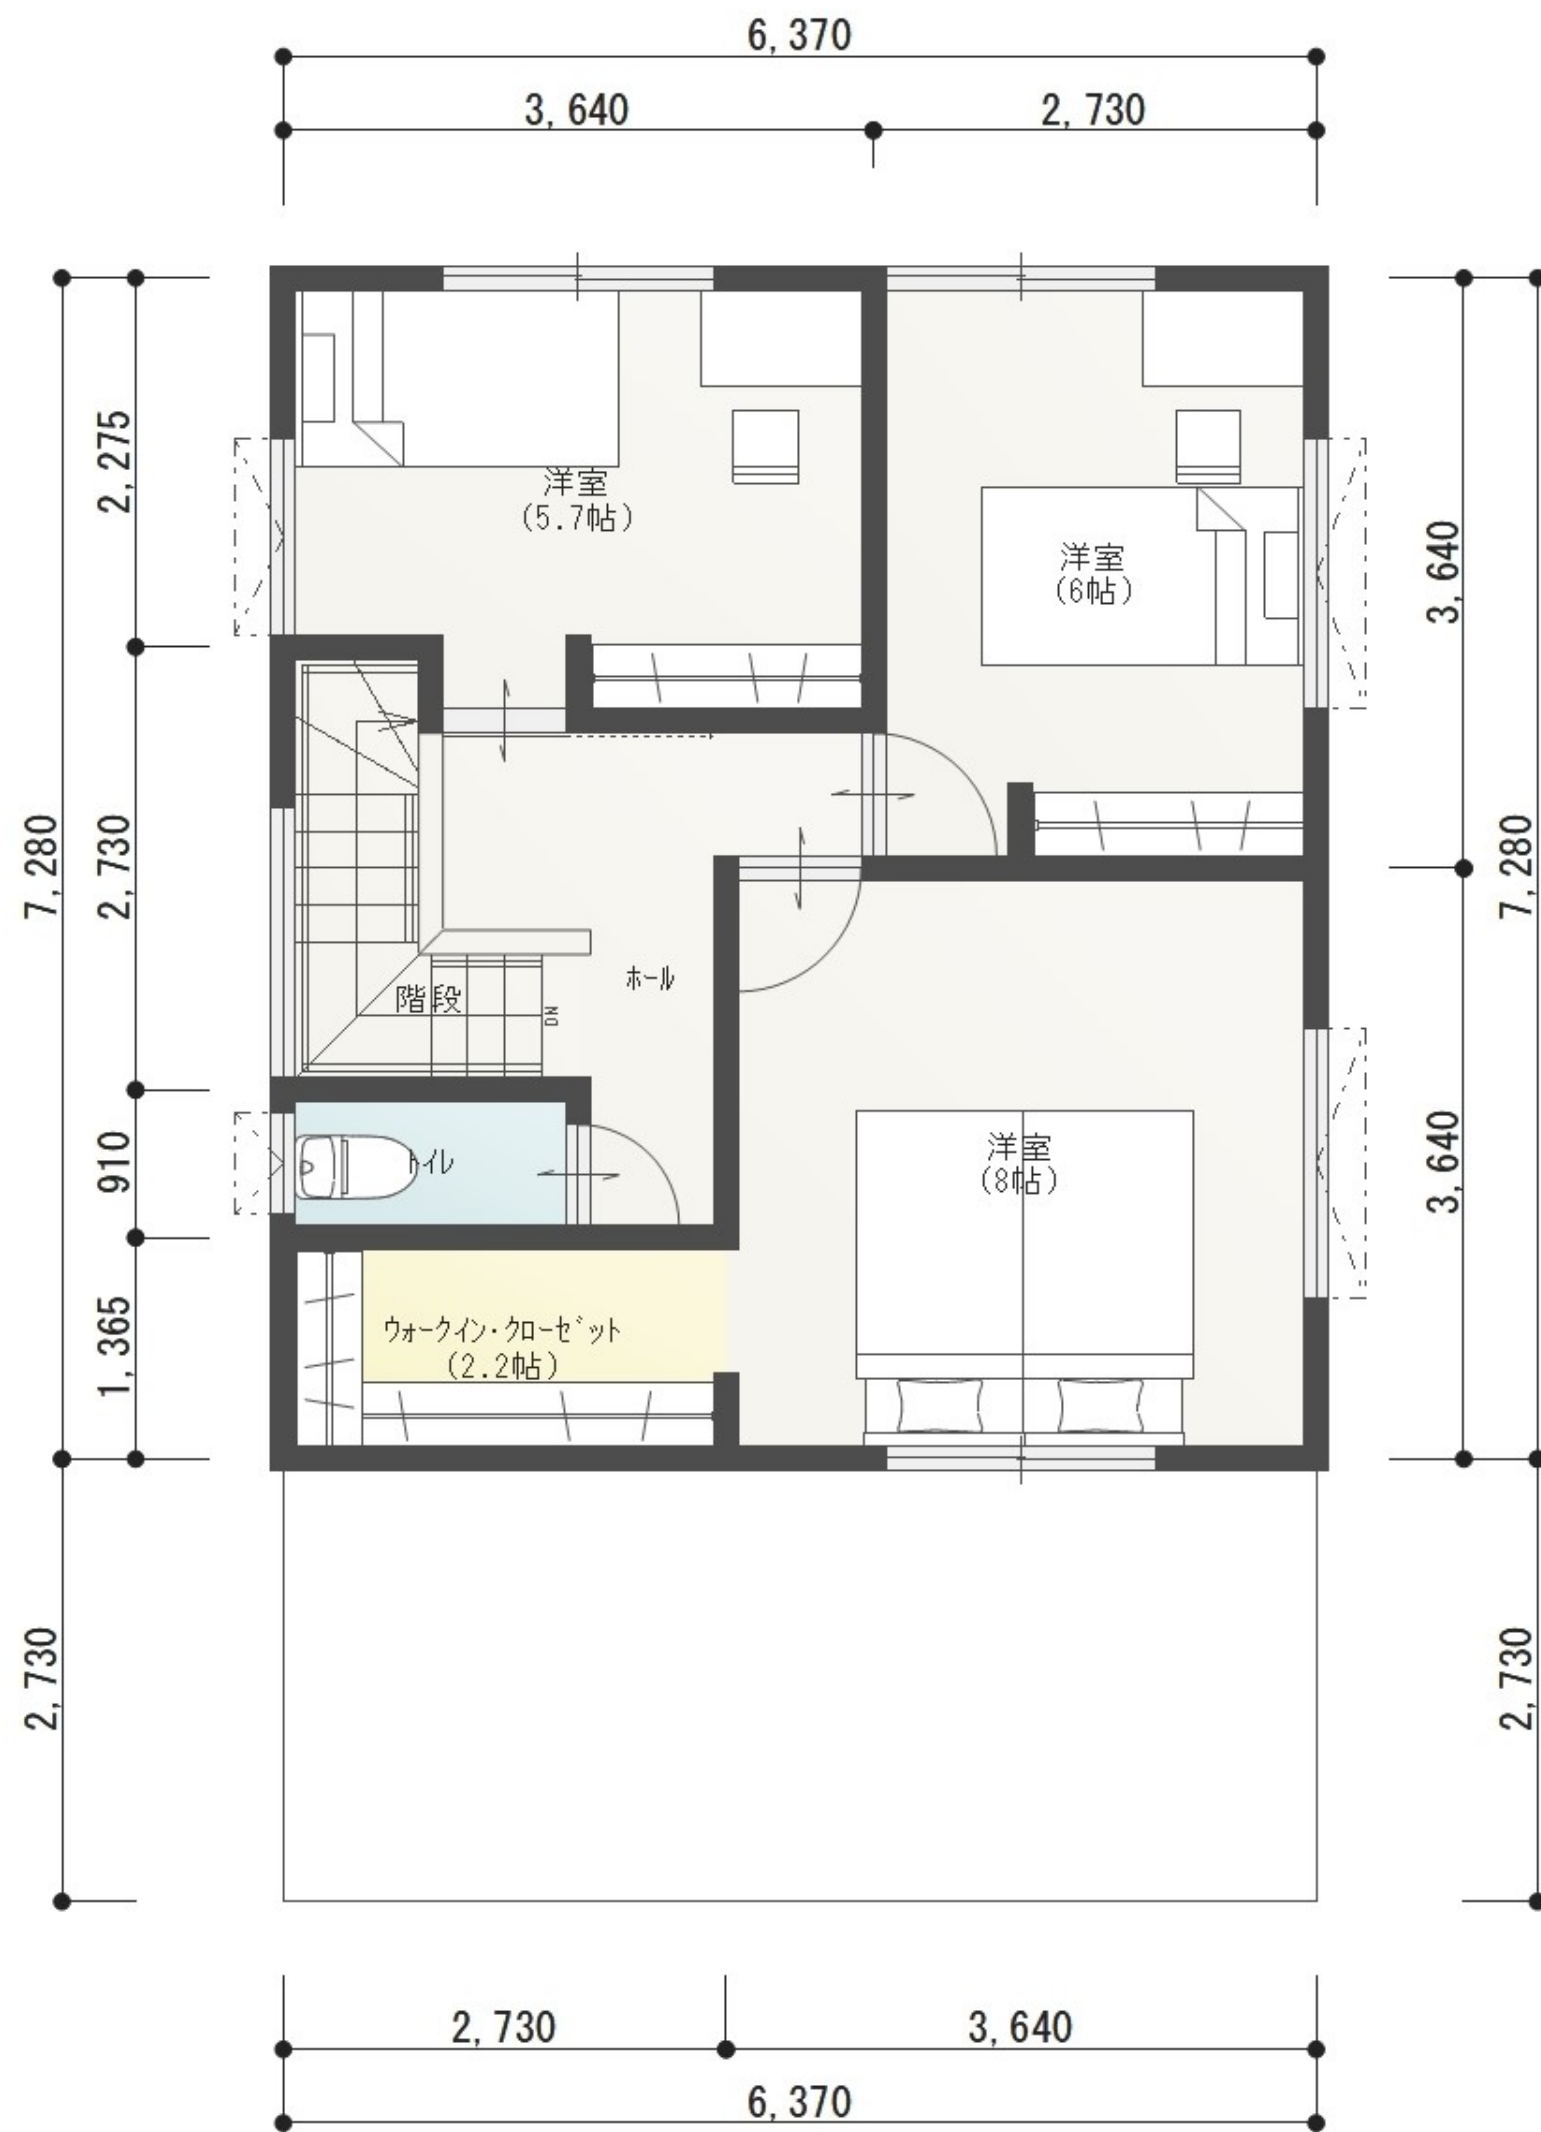 6,370
3,640
2,730
2,275
洋室
(5.7帖)
洋室
(6帖)
3,640
7,280
2,730
7,280
ホール
階段
DN
910
トイレ
洋室
(8帖)
3,640
1,365
ウォークイン・クローゼット
(2.2帖)
2,730
2,730
2,730
3,640
6,370